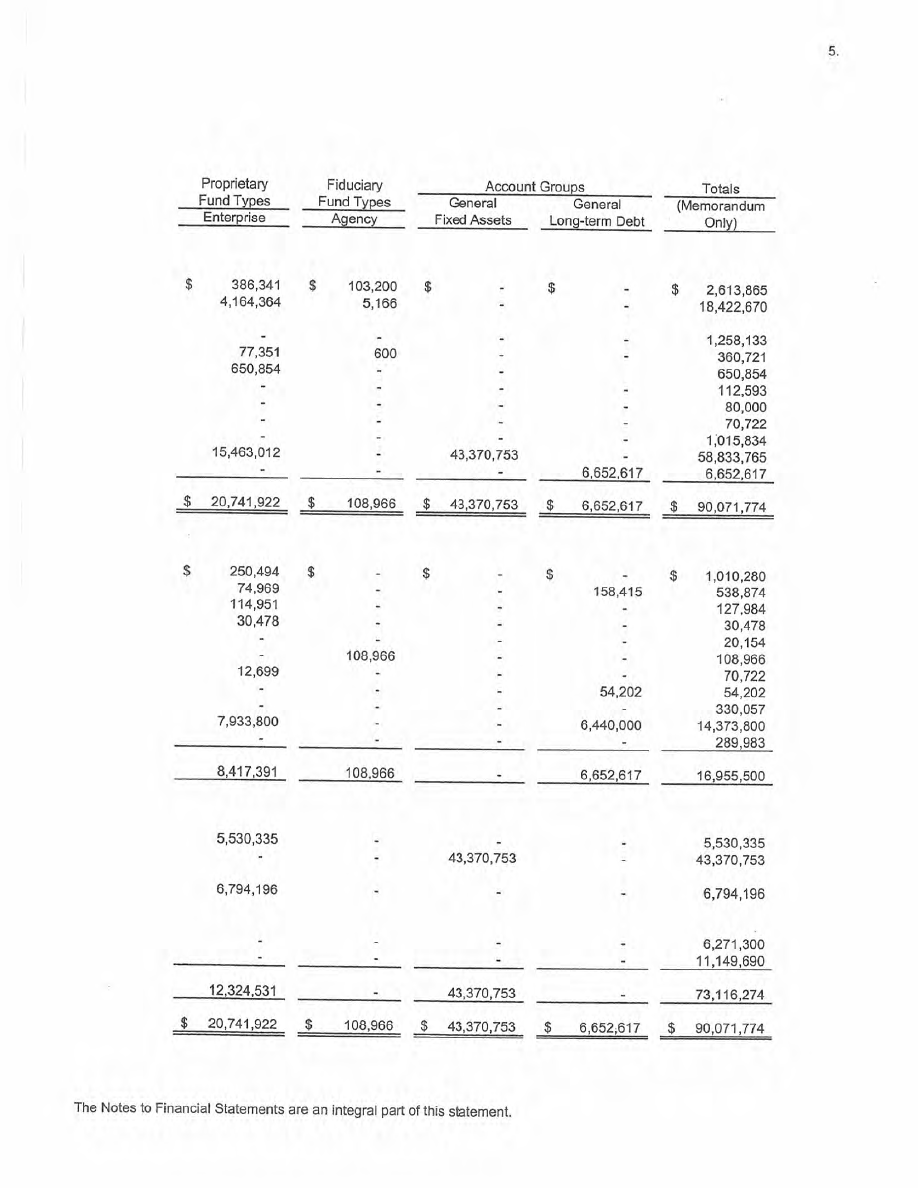 5.
Proprietary Fiduciary Account Groups Totals
Fund Types Fund Types General General (Memorandum
Enterprise Agency Fixed Assets Long-term Debt Only)
$ 386,341 $ 103,200 $ - $ - $ 2,613,865
4,164,364 5,166 - - 18,422,670
- - - - 1,258,133
77,351 600 - - 360,721
650,854 - - 650,854
- - - - 112,593
- - - - 80,000
- - - - 70,722
- - - - 1,015,834
15,463,012 - 43,370,753 - 58,833,765
- - - 6,652,617 6,652,617
$ 20,741,922 $ 108,966 $ 43,370,753 $ 6,652,617 $ 90,071,774
$ 250,494 $ - $ - $ - $ 1,010,280
74,969 - - 158,415 538,874
114,951 - - - 127,984
30,478 - - - 30,478
- - - - 20,154
- 108,966 - - 108,966
12,699 - - - 70,722
- - - 54,202 54,202
- - - - 330,057
7,933,800 - - 6,440,000 14,373,800
- - - - 289,983
8,417,391 108,966 - 6,652,617 16,955,500
5,530,335 - - - 5,530,335
- - 43,370,753 - 43,370,753
6,794,196 - - - 6,794,196
- - - - 6,271,300
- - - - 11,149,690
12,324,531 - 43,370,753 - 73,116,274
$ 20,741,922 $ 108,966 $ 43,370,753 $ 6,652,617 $ 90,071,774
The Notes to Financial Statements are an integral part of this statement.